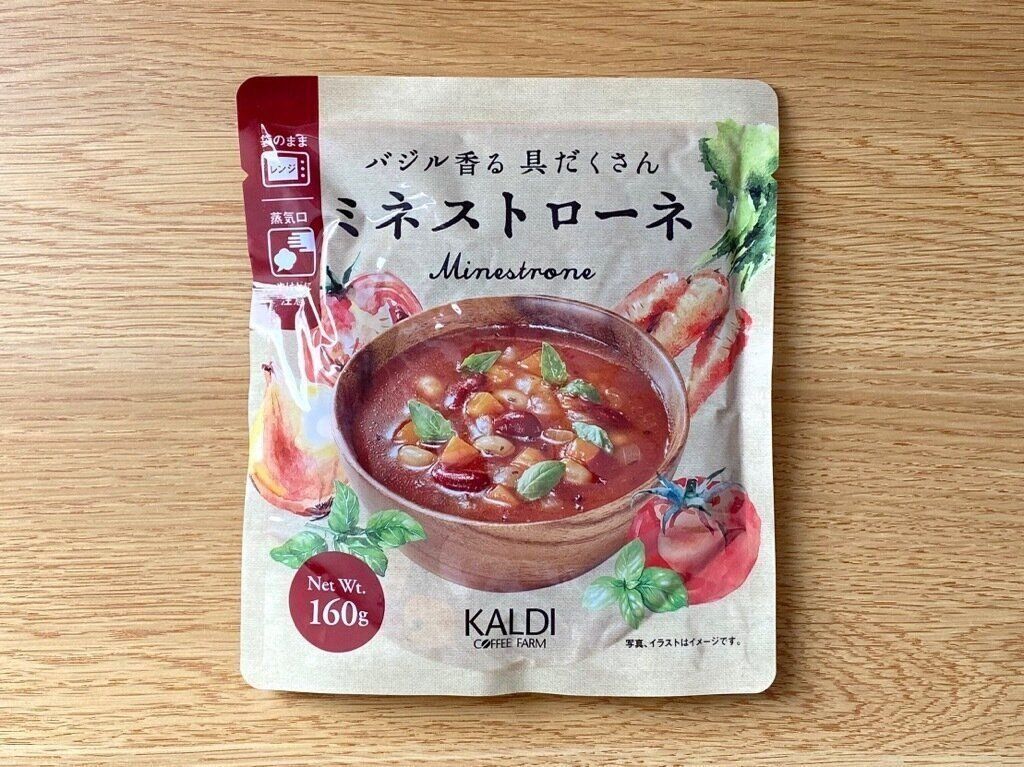 袋のまま
レンジ
蒸気口
注意
バジル香る 具だくさん
ミネストローネ
Minestrone
Net Wt.
160g
KALDI
COFFEE FARM
写真、イラストはイメージです。